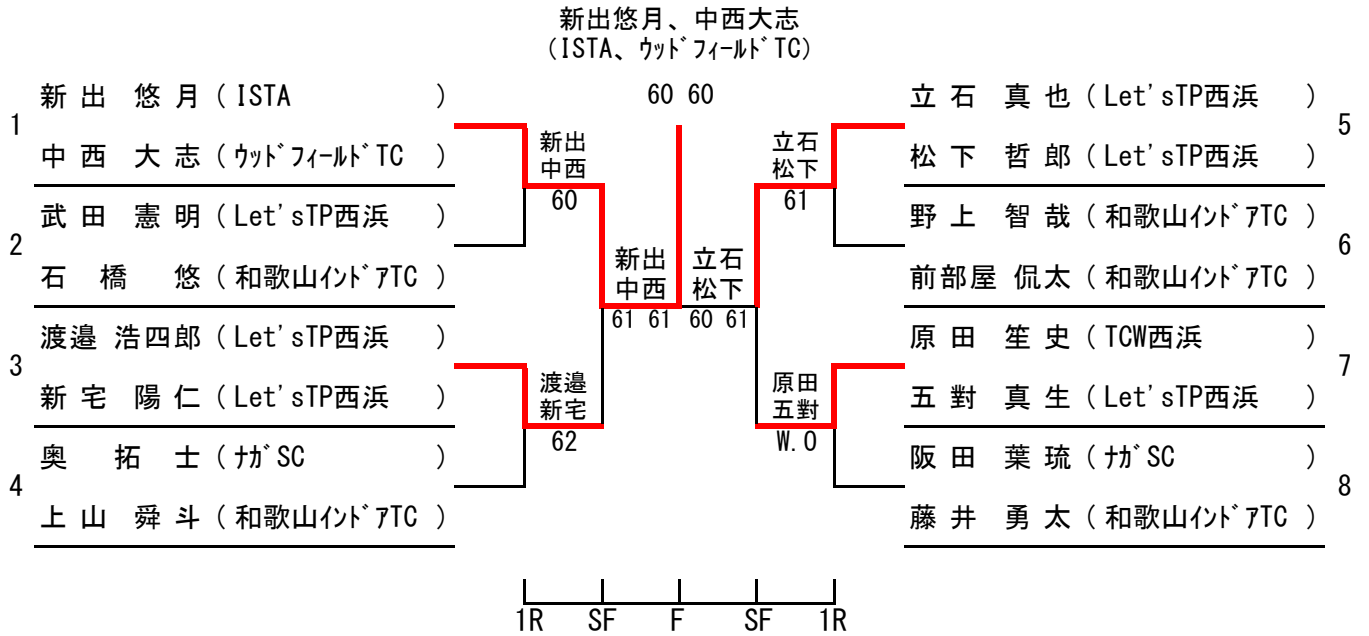 新出悠月、中西大志
(ISTA、ウッドフィールドTC)
60 60
1
新出 悠月 ( ISTA )
中西 大志 ( ウッドフィールドTC )
2
武田 憲明 ( Let'sTP西浜 )
石橋 悠 ( 和歌山インドアTC )
3
渡邉 浩四郎 ( Let'sTP西浜 )
新宅 陽仁 ( Let'sTP西浜 )
4
奥 拓士 ( ナガSC )
上山 舜斗 ( 和歌山インドアTC )
新出
中西
60
渡邉
新宅
62
新出
中西
61 61
立石
松下
60 61
立石
松下
61
原田
五對
W.O
立石 真也 ( Let'sTP西浜 )
松下 哲郎 ( Let'sTP西浜 )
5
野上 智哉 ( 和歌山インドアTC )
前部屋 侃太 ( 和歌山インドアTC )
6
原田 笙史 ( TCW西浜 )
五對 真生 ( Let'sTP西浜 )
7
阪田 葉琉 ( ナガSC )
藤井 勇太 ( 和歌山インドアTC )
8
1R SF F SF 1R